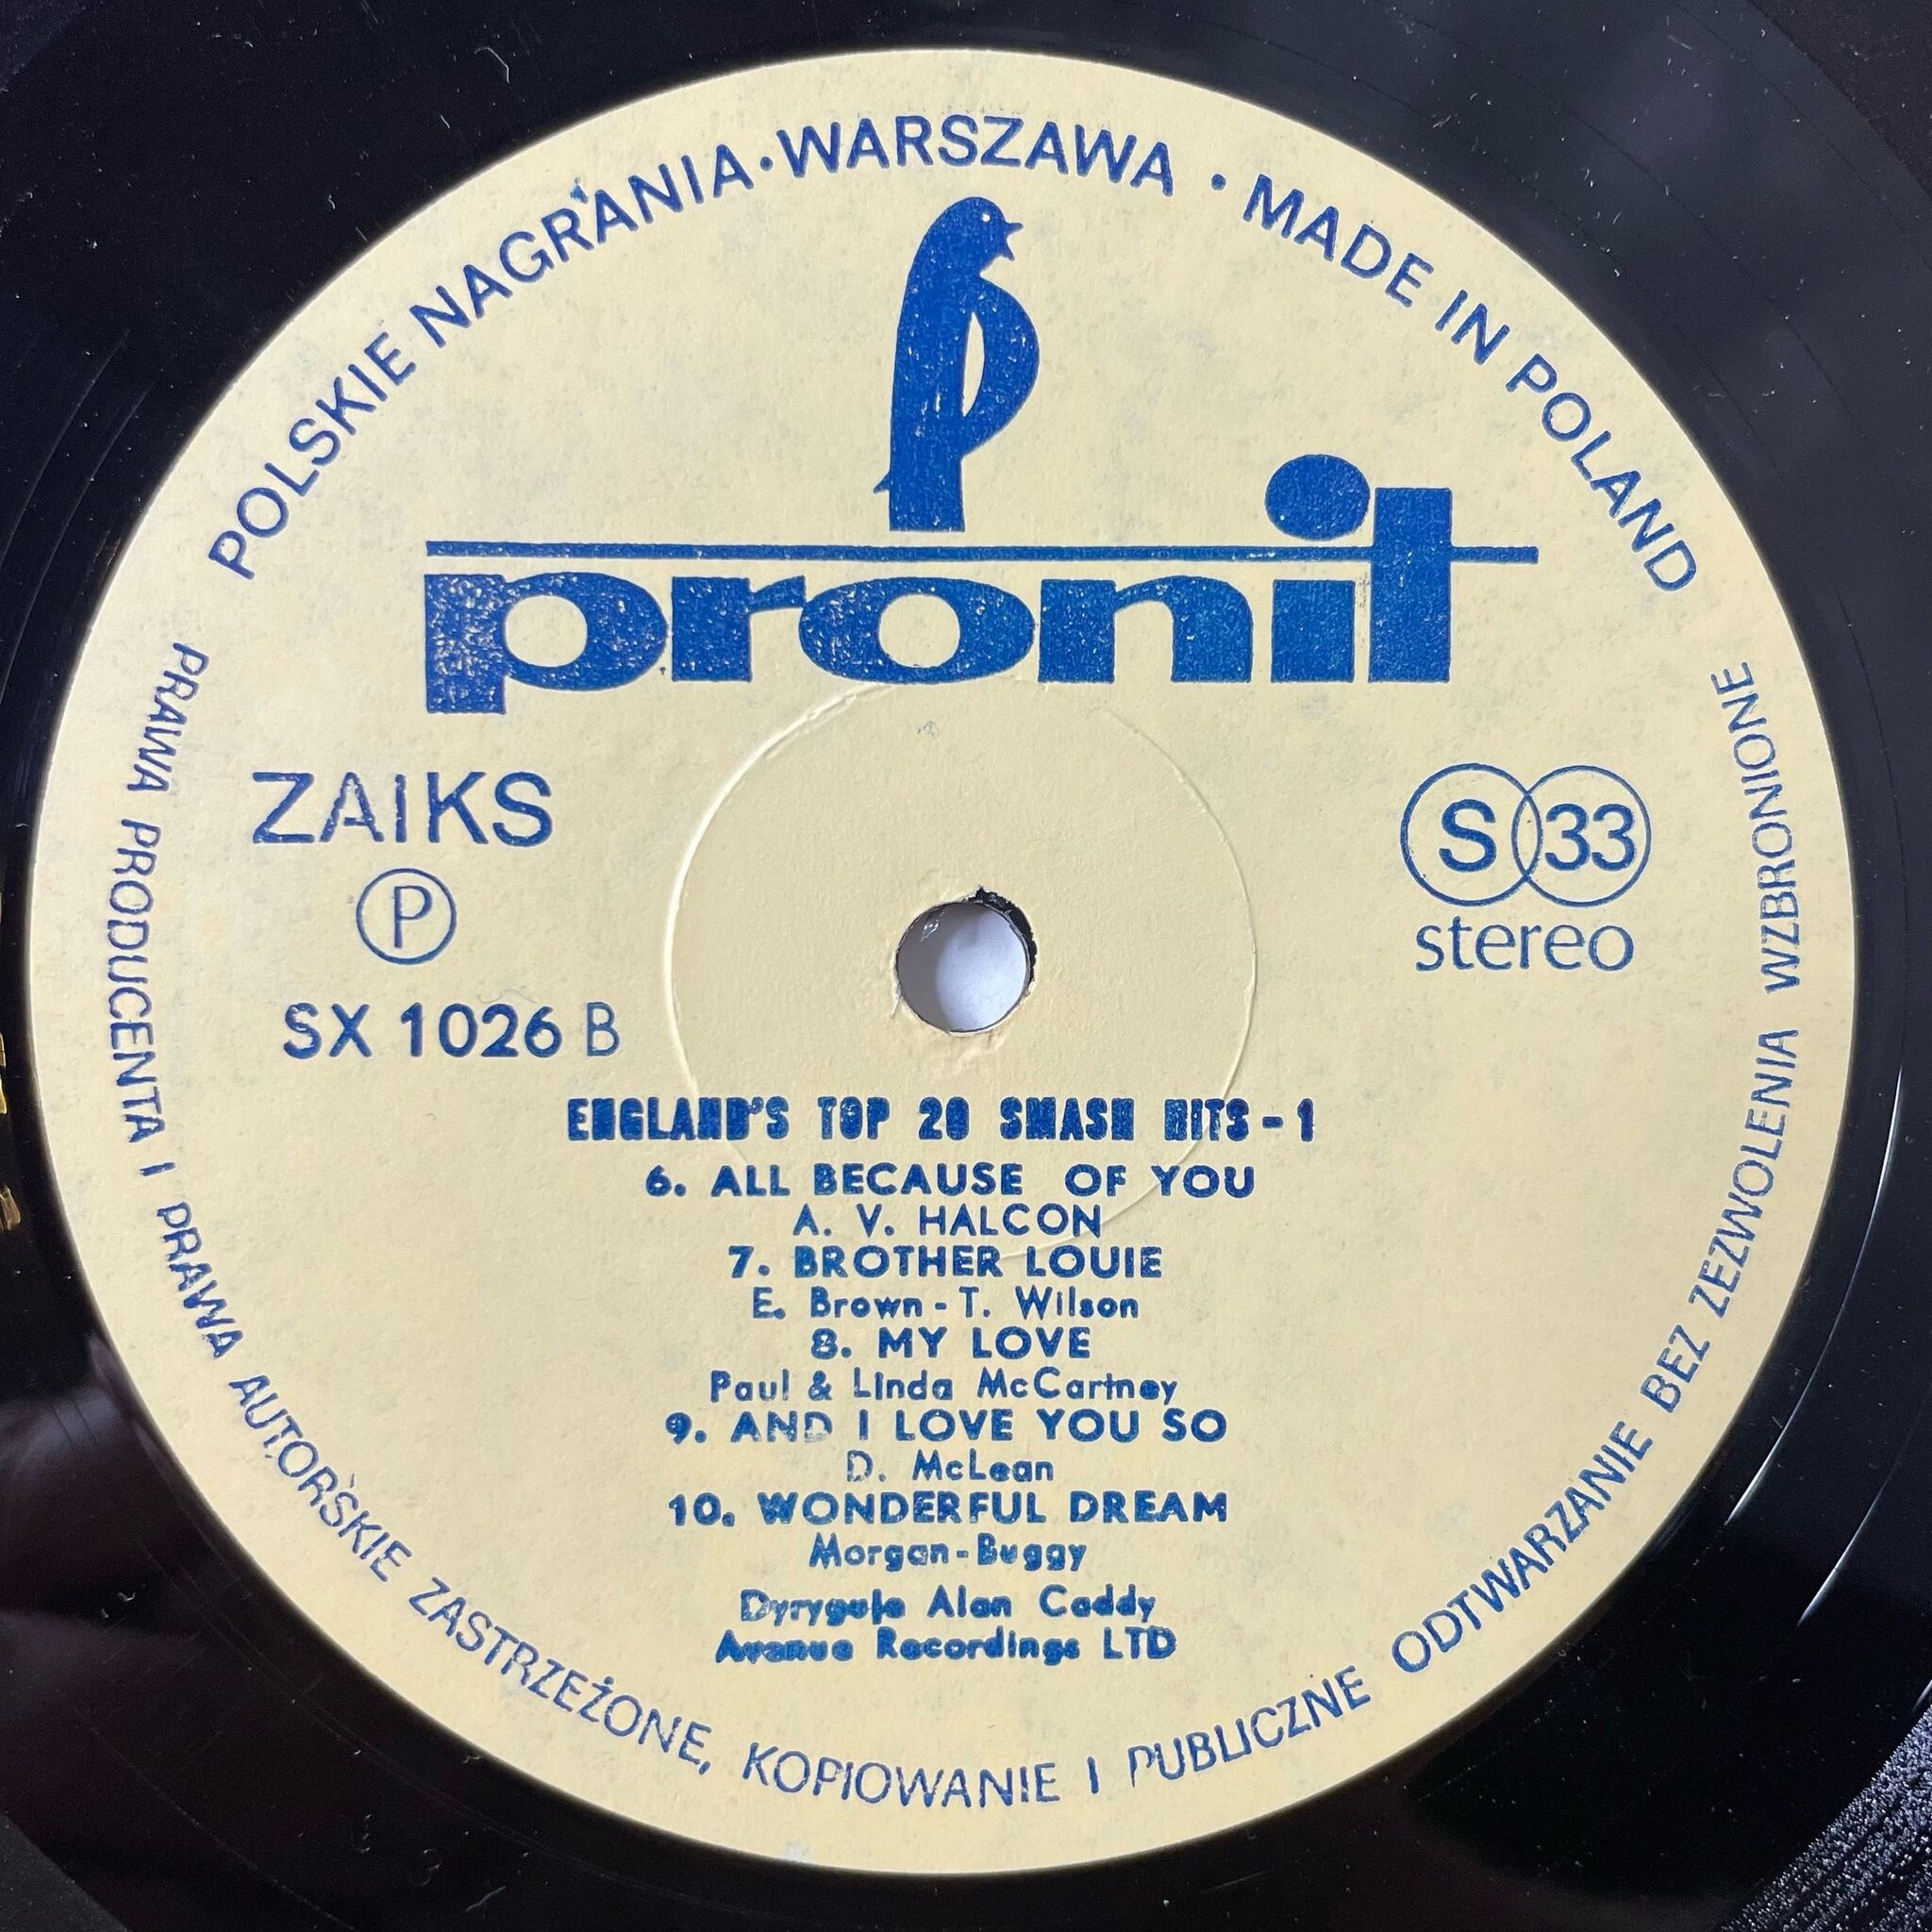 POLSKIE NAGRANIA · WARSZAWA · MADE IN POLAND
pronit
ZAIKS
P
SX 1026 B
S 33
stereo
ENGLAND'S TOP 20 SMASH HITS - 1
6. ALL BECAUSE OF YOU
A. V. HALCON
7. BROTHER LOUIE
E. Brown - T. Wilson
8. MY LOVE
Paul & Linda McCartney
9. AND I LOVE YOU SO
D. McLean
10. WONDERFUL DREAM
Morgan - Buggy
Dyryguje Alan Caddy
Avenue Recordings LTD
PRAWA PRODUCENTA I PRAWA AUTORSKIE ZASTRZEŻONE, KOPIOWANIE I PUBLICZNE ODTWARZANIE BEZ ZEZWOLENIA WZBRONIONE